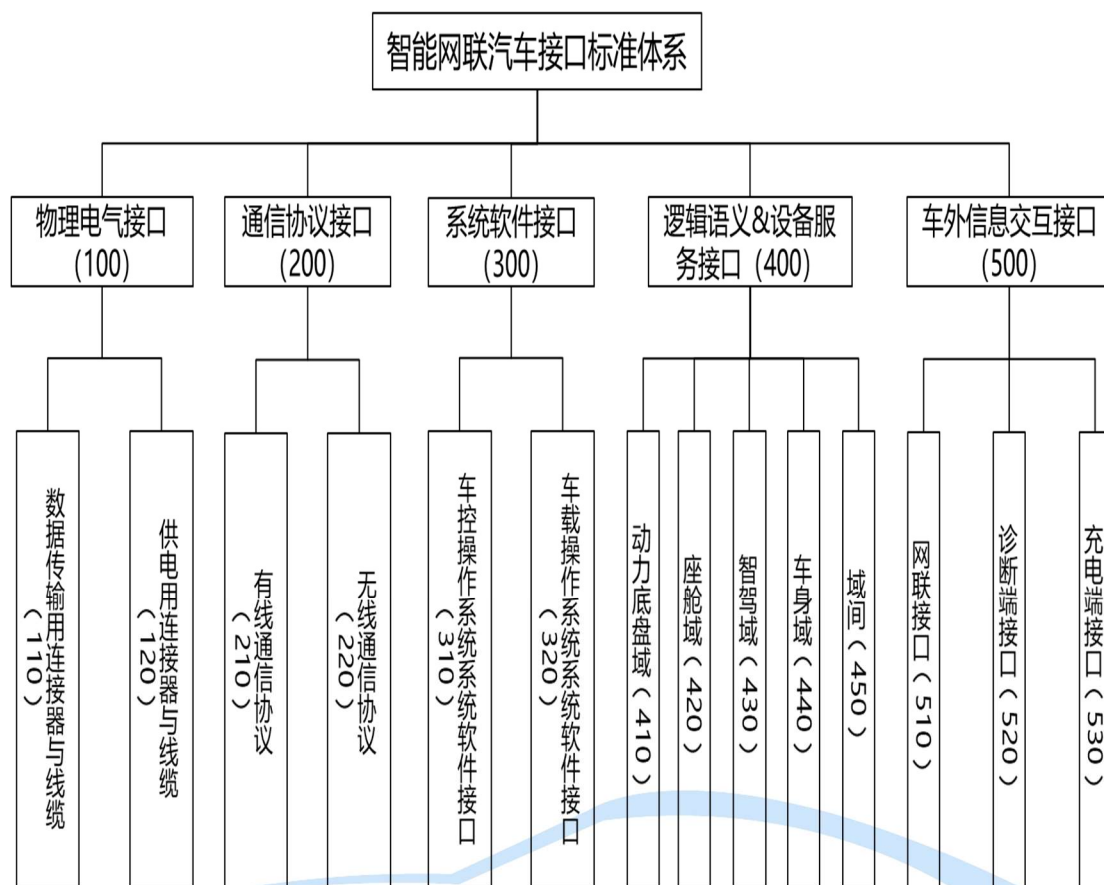 智能网联汽车接口标准体系
物理电气接口
(100)
通信协议接口
(200)
系统软件接口
(300)
逻辑语义&设备服
务接口 (400)
车外信息交互接口
(500)
数据传输用连接器与线缆
(110)
供电用连接器与线缆
(120)
有线通信协议
(210)
无线通信协议
(220)
车控操作系统系统软件接口
(310)
车载操作系统系统软件接口
(320)
动力底盘域(410)
座舱域(420)
智驾域(430)
车身域(440)
域间(450)
网联接口(510)
诊断端接口(520)
充电端接口(530)